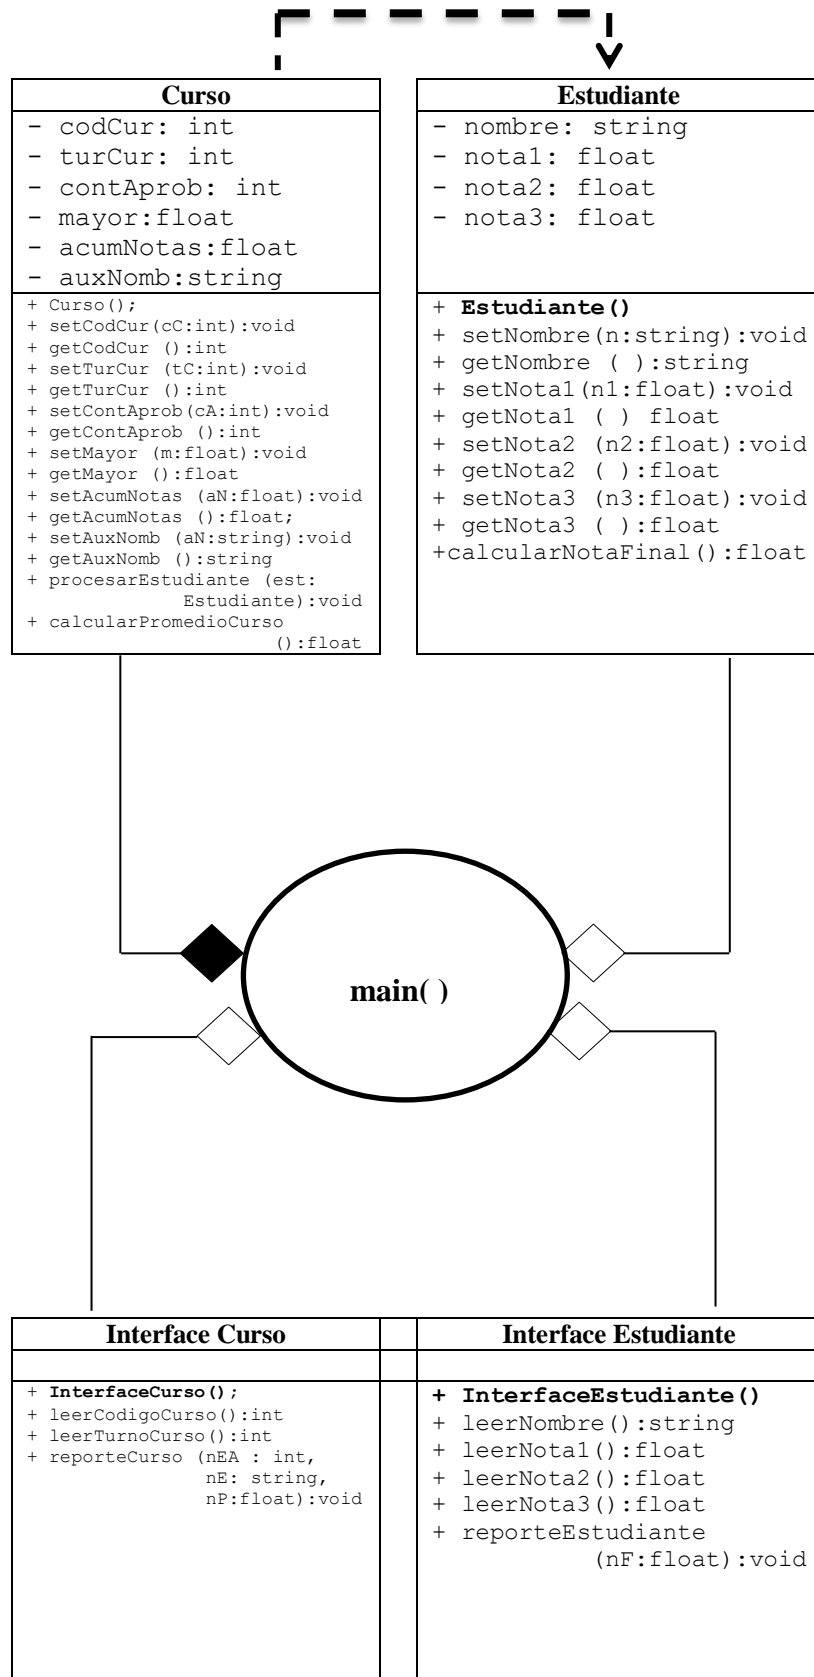 Curso
- codCur: int
- turCur: int
- contAprob: int
- mayor:float
- acumNotas:float
- auxNomb:string
+ Curso();
+ setCodCur(cC:int):void
+ getCodCur ():int
+ setTurCur (tC:int):void
+ getTurCur ():int
+ setContAprob(cA:int):void
+ getContAprob ():int
+ setMayor (m:float):void
+ getMayor ():float
+ setAcumNotas (aN:float):void
+ getAcumNotas ():float;
+ setAuxNomb (aN:string):void
+ getAuxNomb ():string
+ procesarEstudiante (est:
Estudiante):void
+ calcularPromedioCurso
():float
Estudiante
- nombre: string
- nota1: float
- nota2: float
- nota3: float
+ Estudiante()
+ setNombre(n:string):void
+ getNombre ( ):string
+ setNota1(n1:float):void
+ getNota1 ( ) float
+ setNota2 (n2:float):void
+ getNota2 ( ):float
+ setNota3 (n3:float):void
+ getNota3 ( ):float
+calcularNotaFinal():float
main( )
Interface Curso
+ InterfaceCurso();
+ leerCodigoCurso():int
+ leerTurnoCurso():int
+ reporteCurso (nEA : int,
nE: string,
nP:float):void
Interface Estudiante
+ InterfaceEstudiante()
+ leerNombre():string
+ leerNota1():float
+ leerNota2():float
+ leerNota3():float
+ reporteEstudiante
(nF:float):void